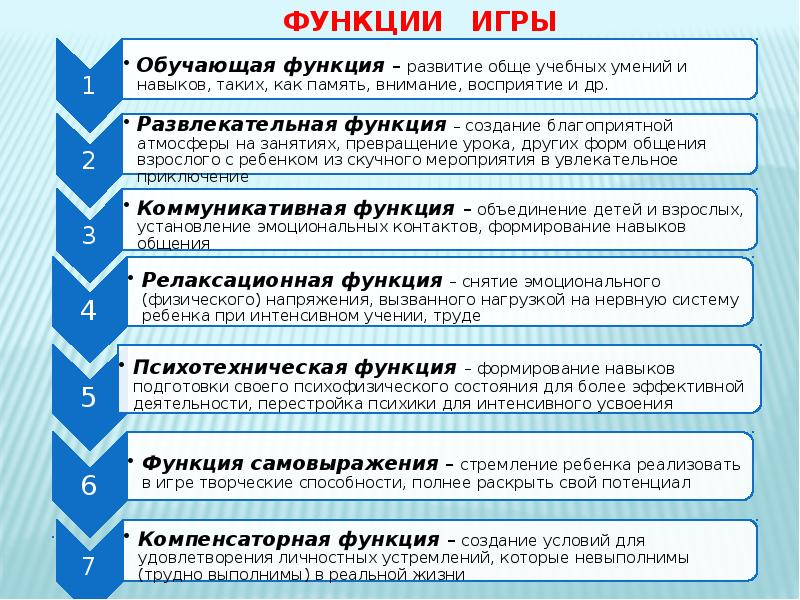 ФУНКЦИИ ИГРЫ
1
• Обучающая функция – развитие обще учебных умений и
навыков, таких, как память, внимание, восприятие и др.
2
• Развлекательная функция – создание благоприятной
атмосферы на занятиях, превращение урока, других форм общения
взрослого с ребенком из скучного мероприятия в увлекательное
приключение
3
• Коммуникативная функция – объединение детей и взрослых,
установление эмоциональных контактов, формирование навыков
общения
4
• Релаксационная функция – снятие эмоционального
(физического) напряжения, вызванного нагрузкой на нервную систему
ребенка при интенсивном учении, труде
5
• Психотехническая функция – формирование навыков
подготовки своего психофизического состояния для более эффективной
деятельности, перестройка психики для интенсивного усвоения
6
• Функция самовыражения – стремление ребенка реализовать
в игре творческие способности, полнее раскрыть свой потенциал
7
• Компенсаторная функция – создание условий для
удовлетворения личностных устремлений, которые невыполнимы
(трудно выполнимы) в реальной жизни